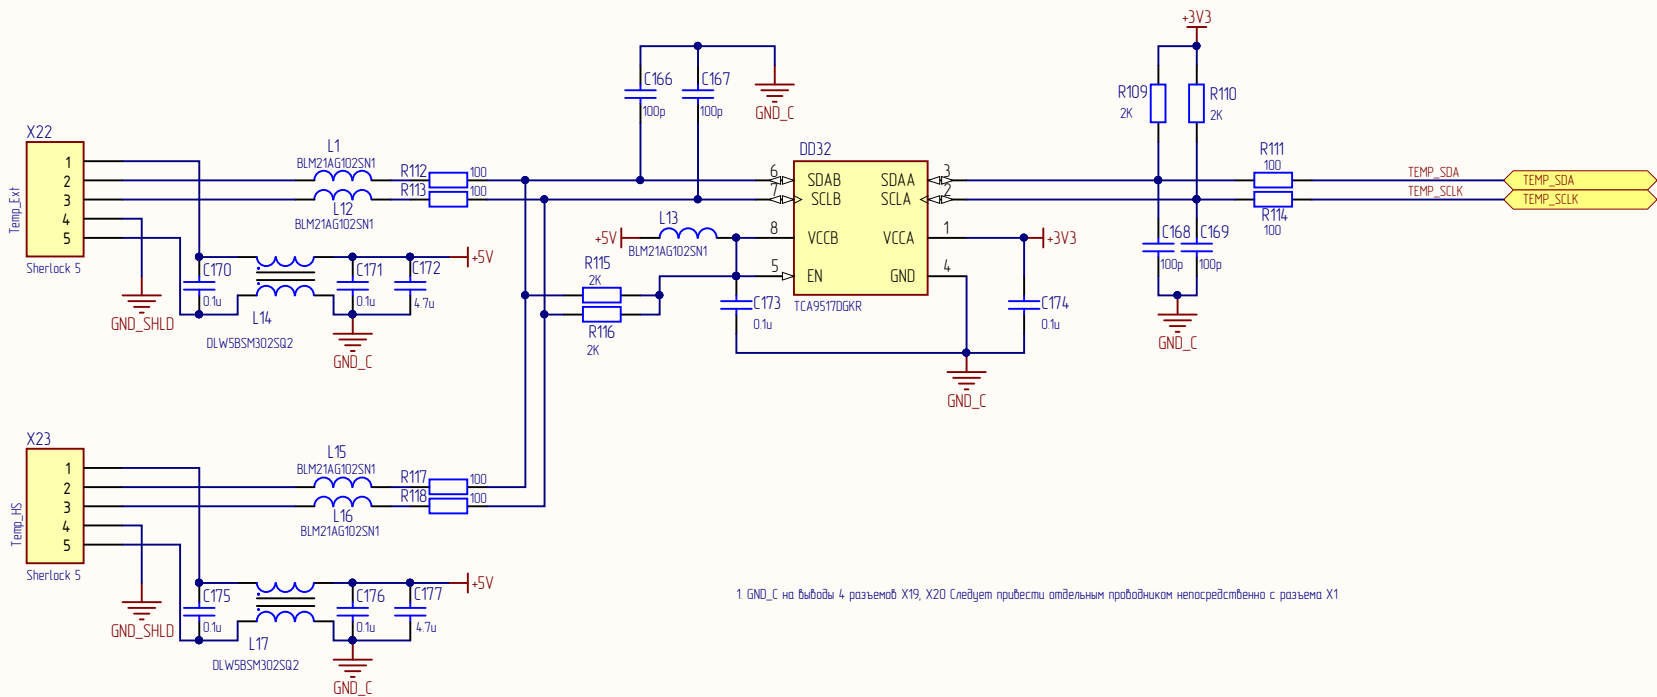 +3V3
C166
C167
100p
100p
GND_C
R109
2K
R110
2K
X22
Temp_Ext
1
2
3
4
5
Sherlock 5
L1
BLM21AG102SN1
R112
100
R113
100
L12
BLM21AG102SN1
DD32
6
SDAB
SDAA
3
7
SCLB
SCLA
2
8
VCCB
VCCA
1
5
EN
GND
4
TCA9517DGKR
R111
100
R114
100
TEMP_SDA
TEMP_SCLK
TEMP_SDA
TEMP_SCLK
L13
+5V
BLM21AG102SN1
+3V3
C168
C169
100p
100p
GND_C
GND_SHLD
C170
0.1u
L14
DLW5BSM302SQ2
C171
0.1u
C172
4.7u
+5V
GND_C
R115
2K
R116
2K
C173
0.1u
C174
0.1u
GND_C
X23
Temp_HS
1
2
3
4
5
Sherlock 5
L15
BLM21AG102SN1
R117
100
R118
100
L16
BLM21AG102SN1
GND_SHLD
C175
0.1u
L17
DLW5BSM302SQ2
C176
0.1u
C177
4.7u
+5V
GND_C
1. GND_C на выводы 4 разъемов X19, X20 Следует привести отдельным проводником непосредственно с разъема X1